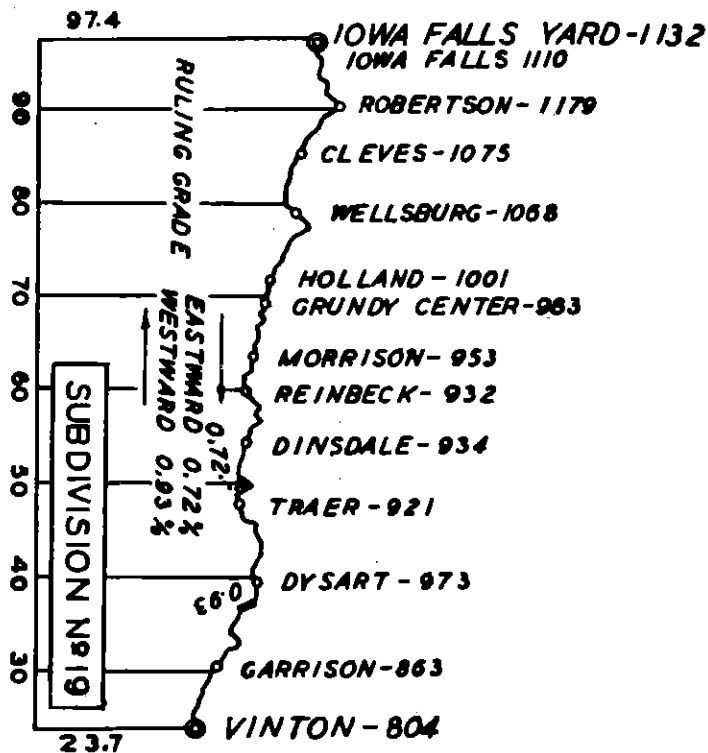 97.4
IOWA FALLS YARD-1132
IOWA FALLS 1110
90
ROBERTSON-1179
CLEVES-1075
80
WELLSBURG-1068
HOLLAND-1001
70
GRUNDY CENTER-983
MORRISON-953
60
REINBECK-932
DINSDALE-934
50
TRAER-921
40
DYSART-973
30
GARRISON-863
VINTON-804
23.7
RULING GRADE
EASTWARD 0.72%
WESTWARD 0.93%
0.72
0.93
SUBDIVISION Nº19